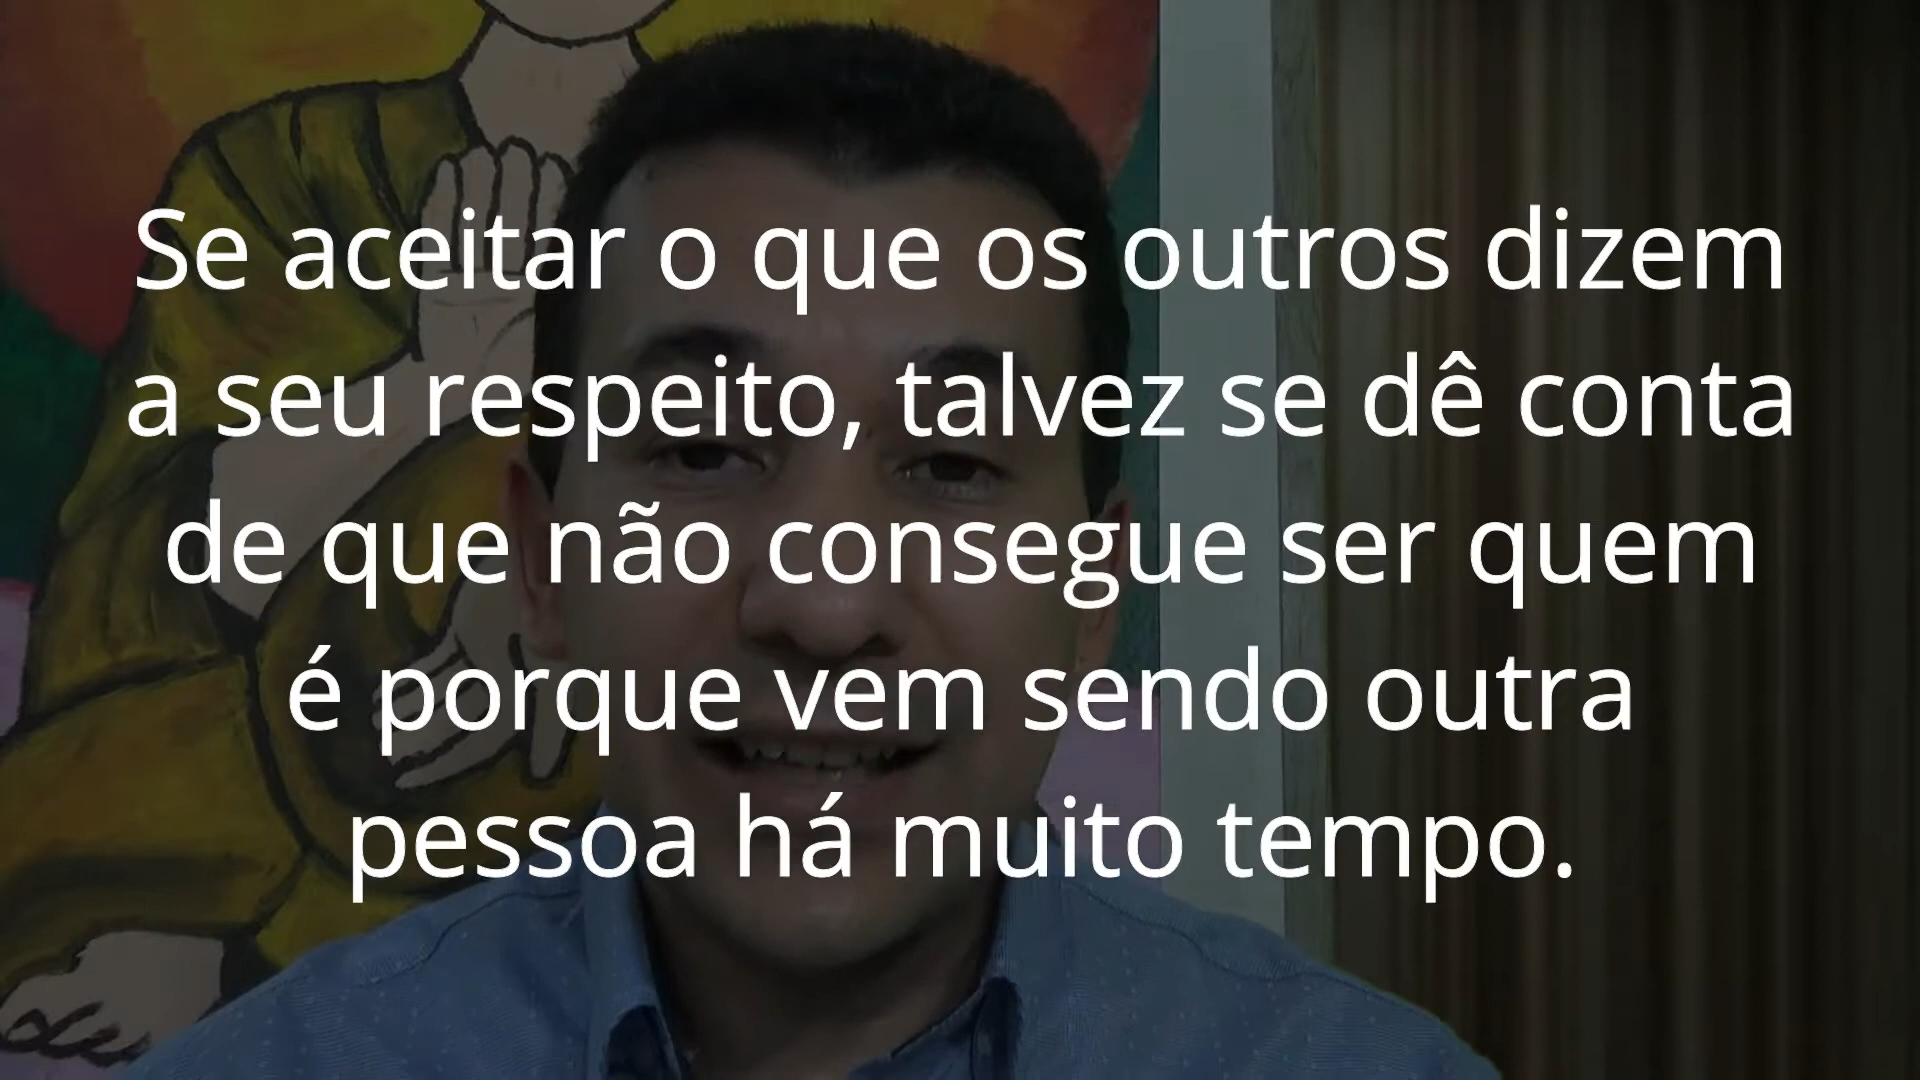 Se aceitar o que os outros dizem
a seu respeito, talvez se dê conta
de que não consegue ser quem
é porque vem sendo outra
pessoa há muito tempo.